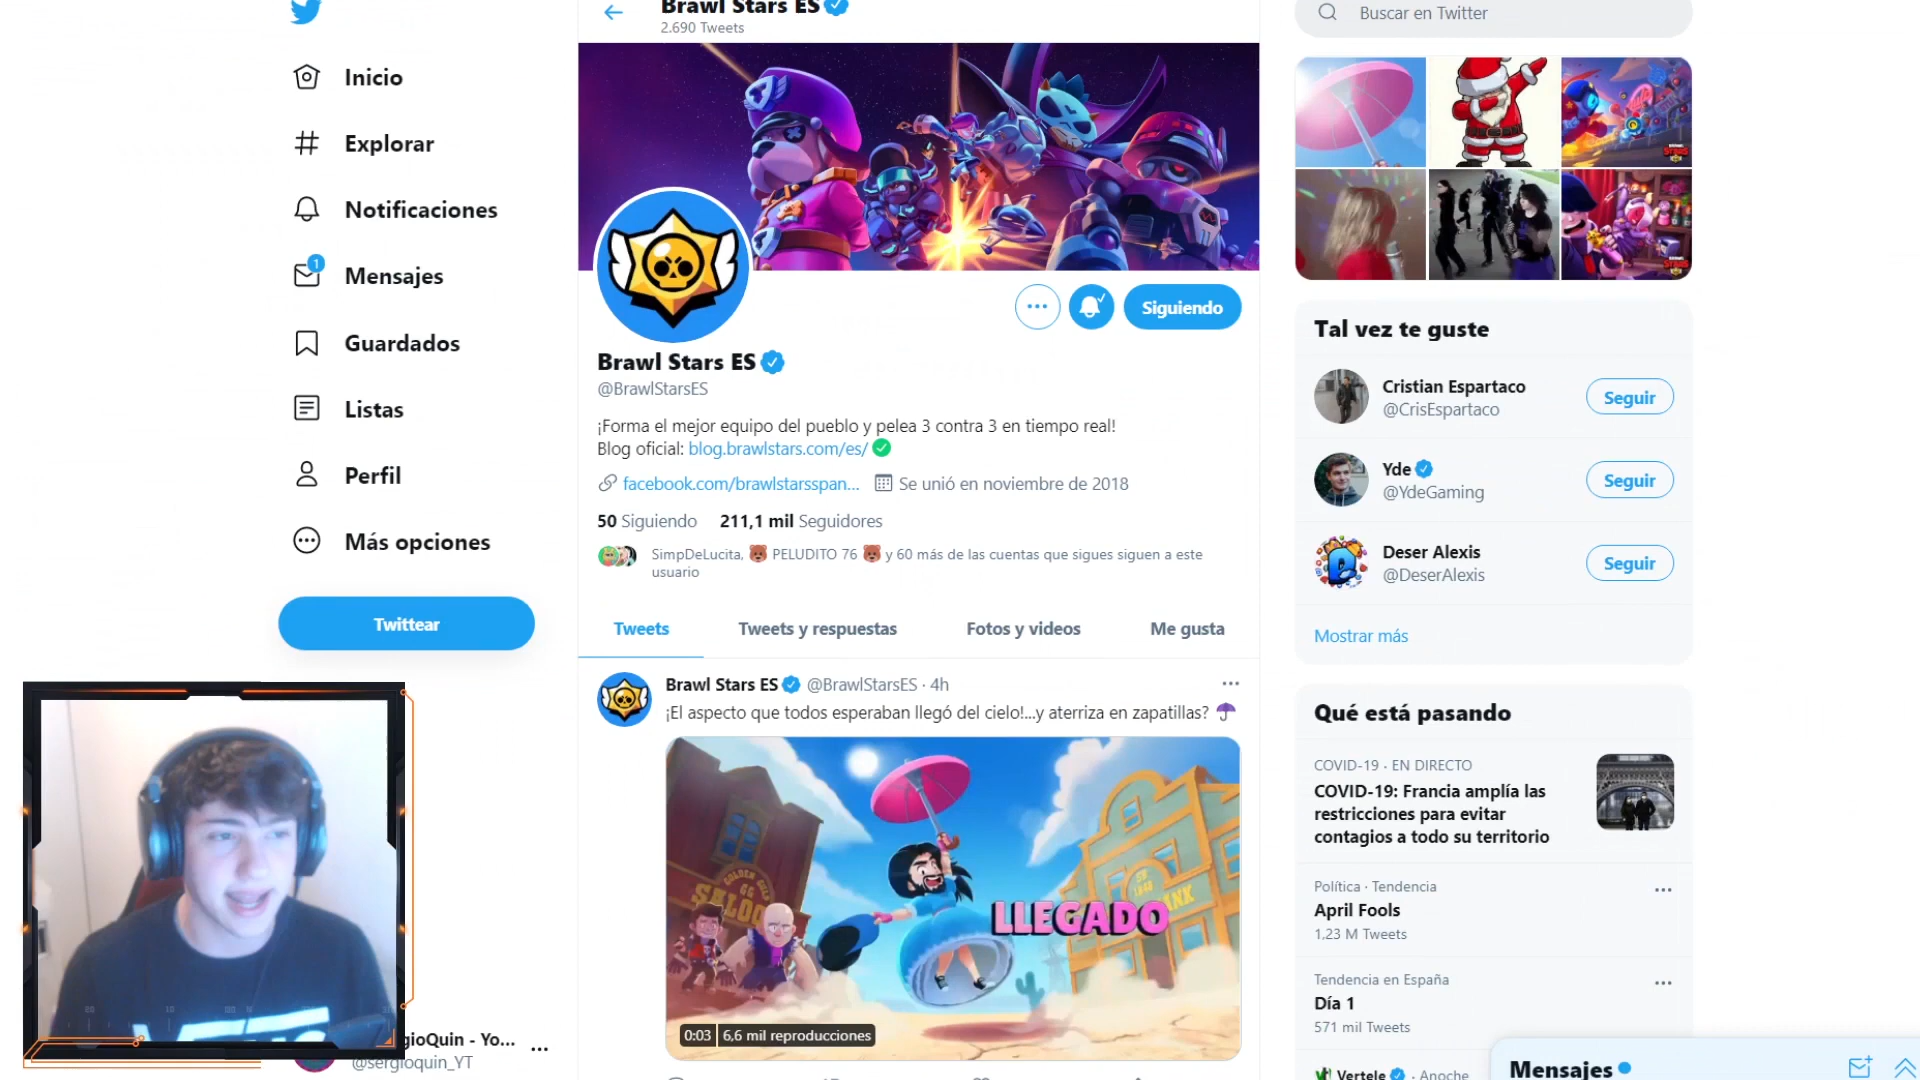 Brawl Stars ES
2.690 Tweets
Buscar en Twitter
Inicio
Explorar
Notificaciones
1
Mensajes
Guardados
Listas
Perfil
Más opciones
Twittear
Siguiendo
Brawl Stars ES
@BrawlStarsES
¡Forma el mejor equipo del pueblo y pelea 3 contra 3 en tiempo real!
Blog oficial: blog.brawlstars.com/es/
facebook.com/brawlstarsspan... Se unió en noviembre de 2018
50 Siguiendo 211,1 mil Seguidores
SimpDeLucita, 🐻 PELUDITO 76 🐻 y 60 más de las cuentas que sigues siguen a este
usuario
Tweets Tweets y respuestas Fotos y videos Me gusta
Brawl Stars ES @BrawlStarsES · 4h
¡El aspecto que todos esperaban llegó del cielo!...y aterriza en zapatillas? ☂
LLEGADO
0:03 6,6 mil reproducciones
Tal vez te guste
Cristian Espartaco
@CrisEspartaco
Seguir
Yde
@YdeGaming
Seguir
Deser Alexis
@DeserAlexis
Seguir
Mostrar más
Qué está pasando
COVID-19 · EN DIRECTO
COVID-19: Francia amplía las
restricciones para evitar
contagios a todo su territorio
Política · Tendencia
April Fools
1,23 M Tweets
Tendencia en España
Día 1
571 mil Tweets
Vertele · Anoche
Mensajes
gioQuin - Yo...
@sergioquin_YT